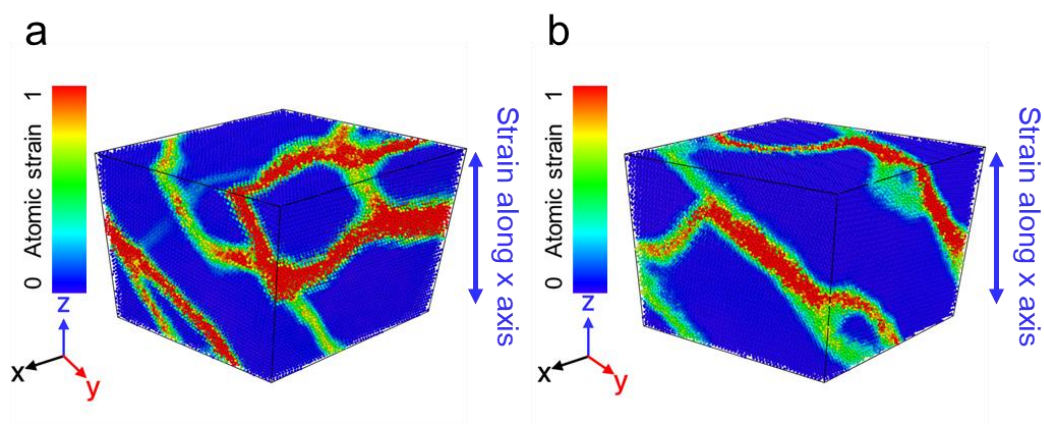 a
0 Atomic strain 1
Strain along x axis
z
x
y
b
0 Atomic strain 1
Strain along x axis
z
x
y